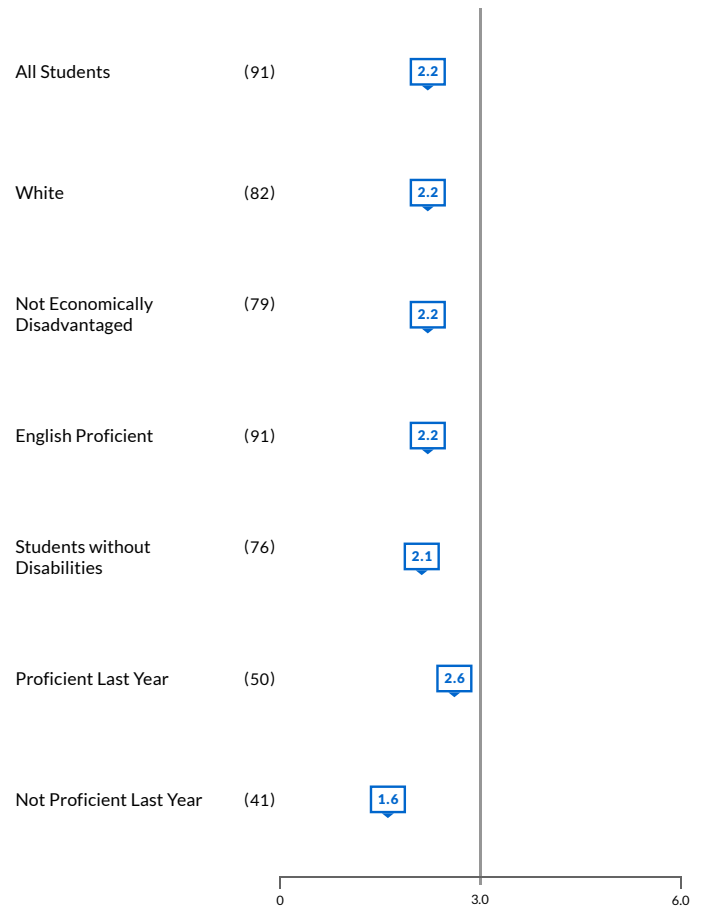 All Students (91) 2.2
White (82) 2.2
Not Economically (79) 2.2
Disadvantaged
English Proficient (91) 2.2
Students without (76) 2.1
Disabilities
Proficient Last Year (50) 2.6
Not Proficient Last Year (41) 1.6
0 3.0 6.0